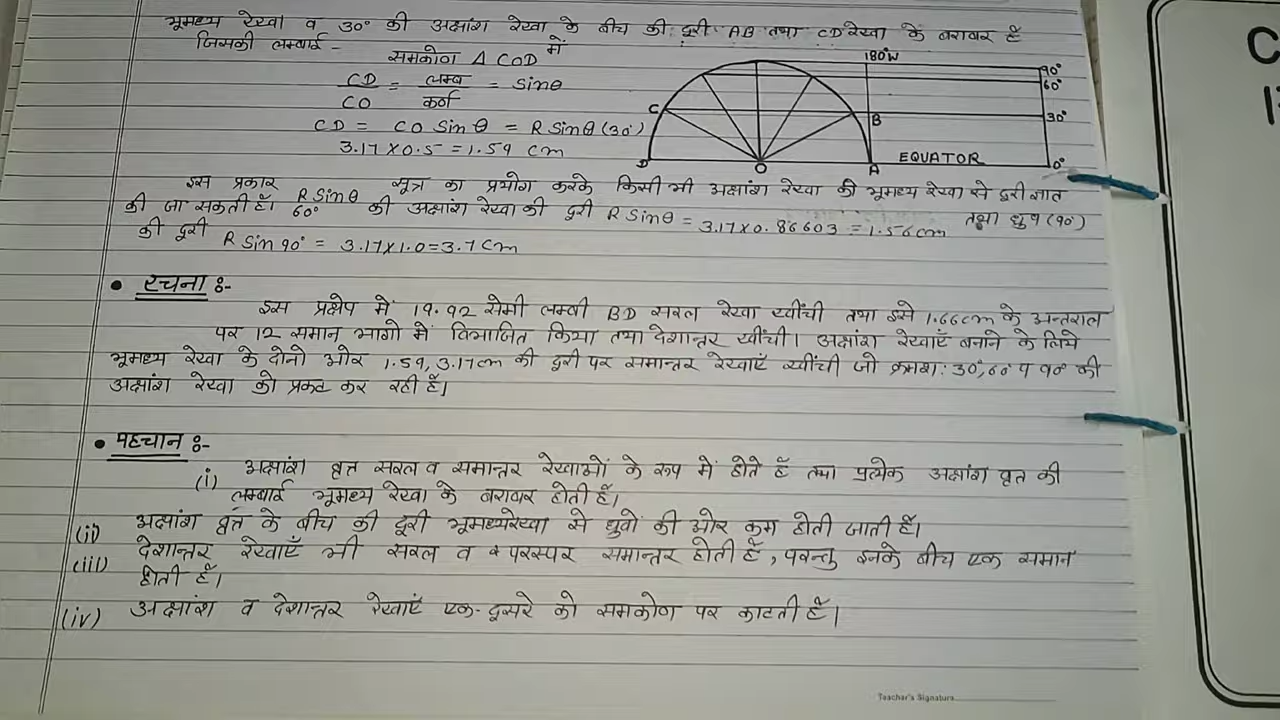 भूमध्य रेखा व 30° की अक्षांश रेखा के बीच की दूरी AB तथा CD रेखा के बराबर हैं
जिसकी लम्बाई -
समकोण Δ COD में
CD/CO = लम्ब/कर्ण = Sinθ
CD = CO Sin θ = R Sin θ (30°)
3.17 X 0.5 = 1.59 cm
180°W
90°
60°
C
B
30°
D
O
A
EQUATOR
0°
इस प्रकार R Sinθ सूत्र का प्रयोग करके किसी भी अक्षांश रेखा की भूमध्य रेखा से दूरी ज्ञात
की जा सकती हैं। 60° की अक्षांश रेखा की दूरी R Sin θ = 3.17 X 0.86603 = 1.56cm तथा ध्रुव (90°)
की दूरी R Sin 90° = 3.17 X 1.0 = 3.7 cm
• रचना :-
इस प्रक्षेप में 19.92 सेमी लम्बी BD सरल रेखा खींची तथा इसे 1.66cm के अन्तराल
पर 12 समान भागों में विभाजित किया तथा देशान्तर खींची। अक्षांश रेखाएँ बनाने के लिये
भूमध्य रेखा के दोनों ओर 1.59, 3.17cm की दूरी पर समान्तर रेखाएँ खींची जो क्रमश: 30°, 60° व 90° की
अक्षांश रेखा को प्रकट कर रही हैं।
• पहचान :-
(i) अक्षांश वृत्त सरल व समान्तर रेखाओं के रूप में होते हैं तथा प्रत्येक अक्षांश वृत की
लम्बाई भूमध्य रेखा के बराबर होती हैं।
(ii) अक्षांश वृत्त के बीच की दूरी भूमध्यरेखा से ध्रुवों की ओर कम होती जाती हैं।
(iii) देशान्तर रेखाएँ भी सरल व परस्पर समान्तर होती हैं, परन्तु इनके बीच एक समान
होती हैं।
(iv) अक्षांश व देशान्तर रेखाएँ एक-दूसरे को समकोण पर काटती हैं।
Teacher's Signature
C